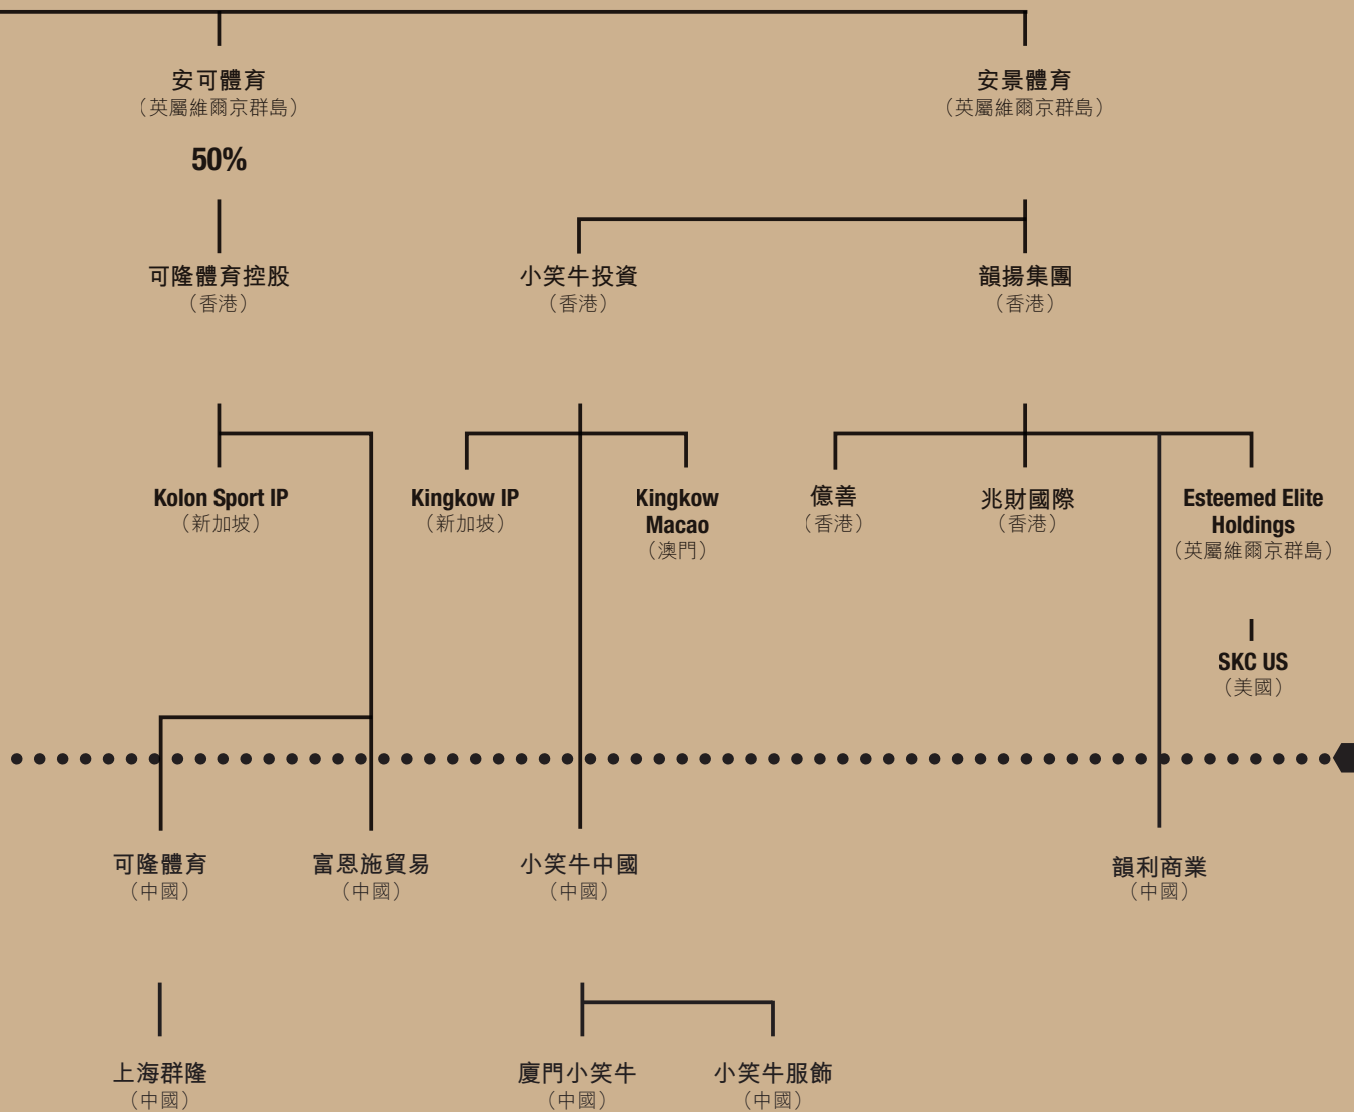 安可體育
（英屬維爾京群島）
安景體育
（英屬維爾京群島）
50%
可隆體育控股
（香港）
小笑牛投資
（香港）
韻揚集團
（香港）
Kolon Sport IP
（新加坡）
Kingkow IP
（新加坡）
Kingkow
Macao
（澳門）
億善
（香港）
兆財國際
（香港）
Esteemed Elite
Holdings
（英屬維爾京群島）
SKC US
（美國）
可隆體育
（中國）
富恩施貿易
（中國）
小笑牛中國
（中國）
韻利商業
（中國）
上海群隆
（中國）
廈門小笑牛
（中國）
小笑牛服飾
（中國）